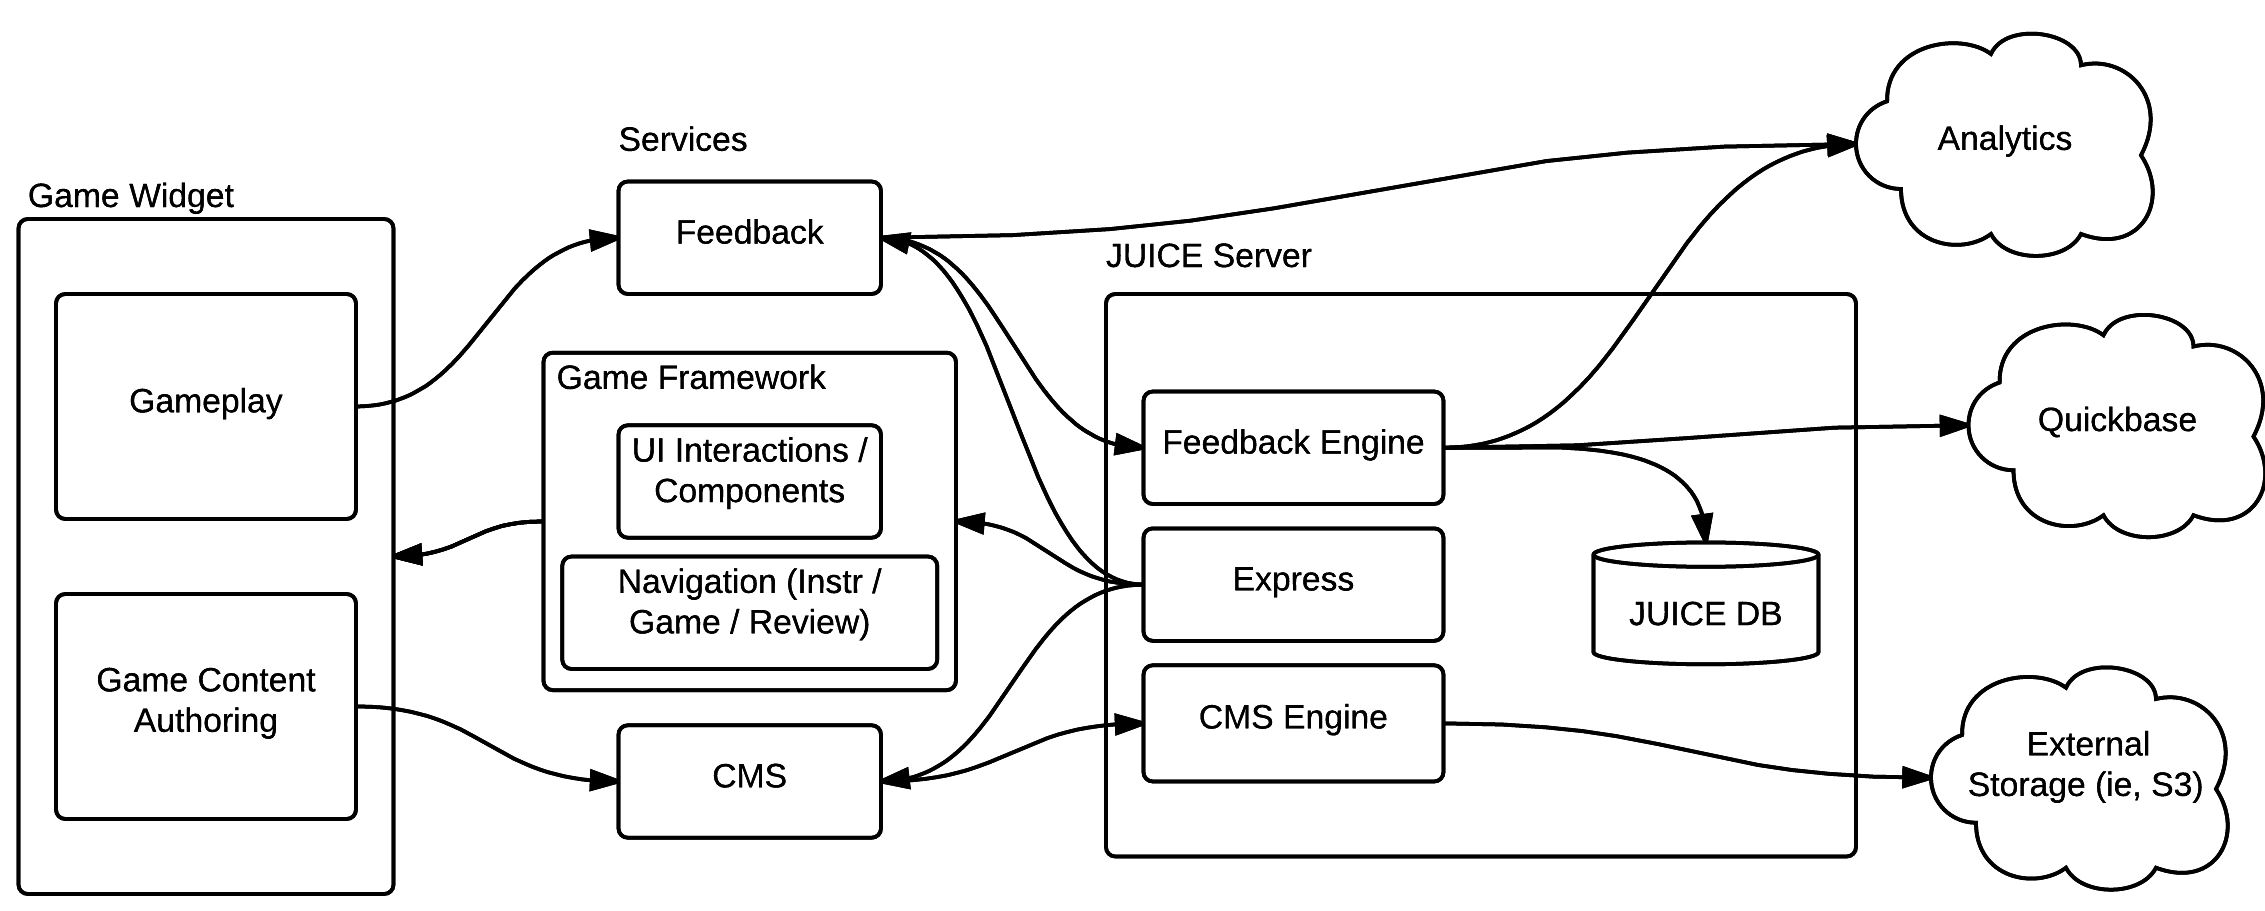 Game Widget
Gameplay
Game Content
Authoring
Services
Feedback
Game Framework
UI Interactions /
Components
Navigation (Instr /
Game / Review)
CMS
JUICE Server
Feedback Engine
Express
CMS Engine
JUICE DB
Analytics
Quickbase
External
Storage (ie, S3)